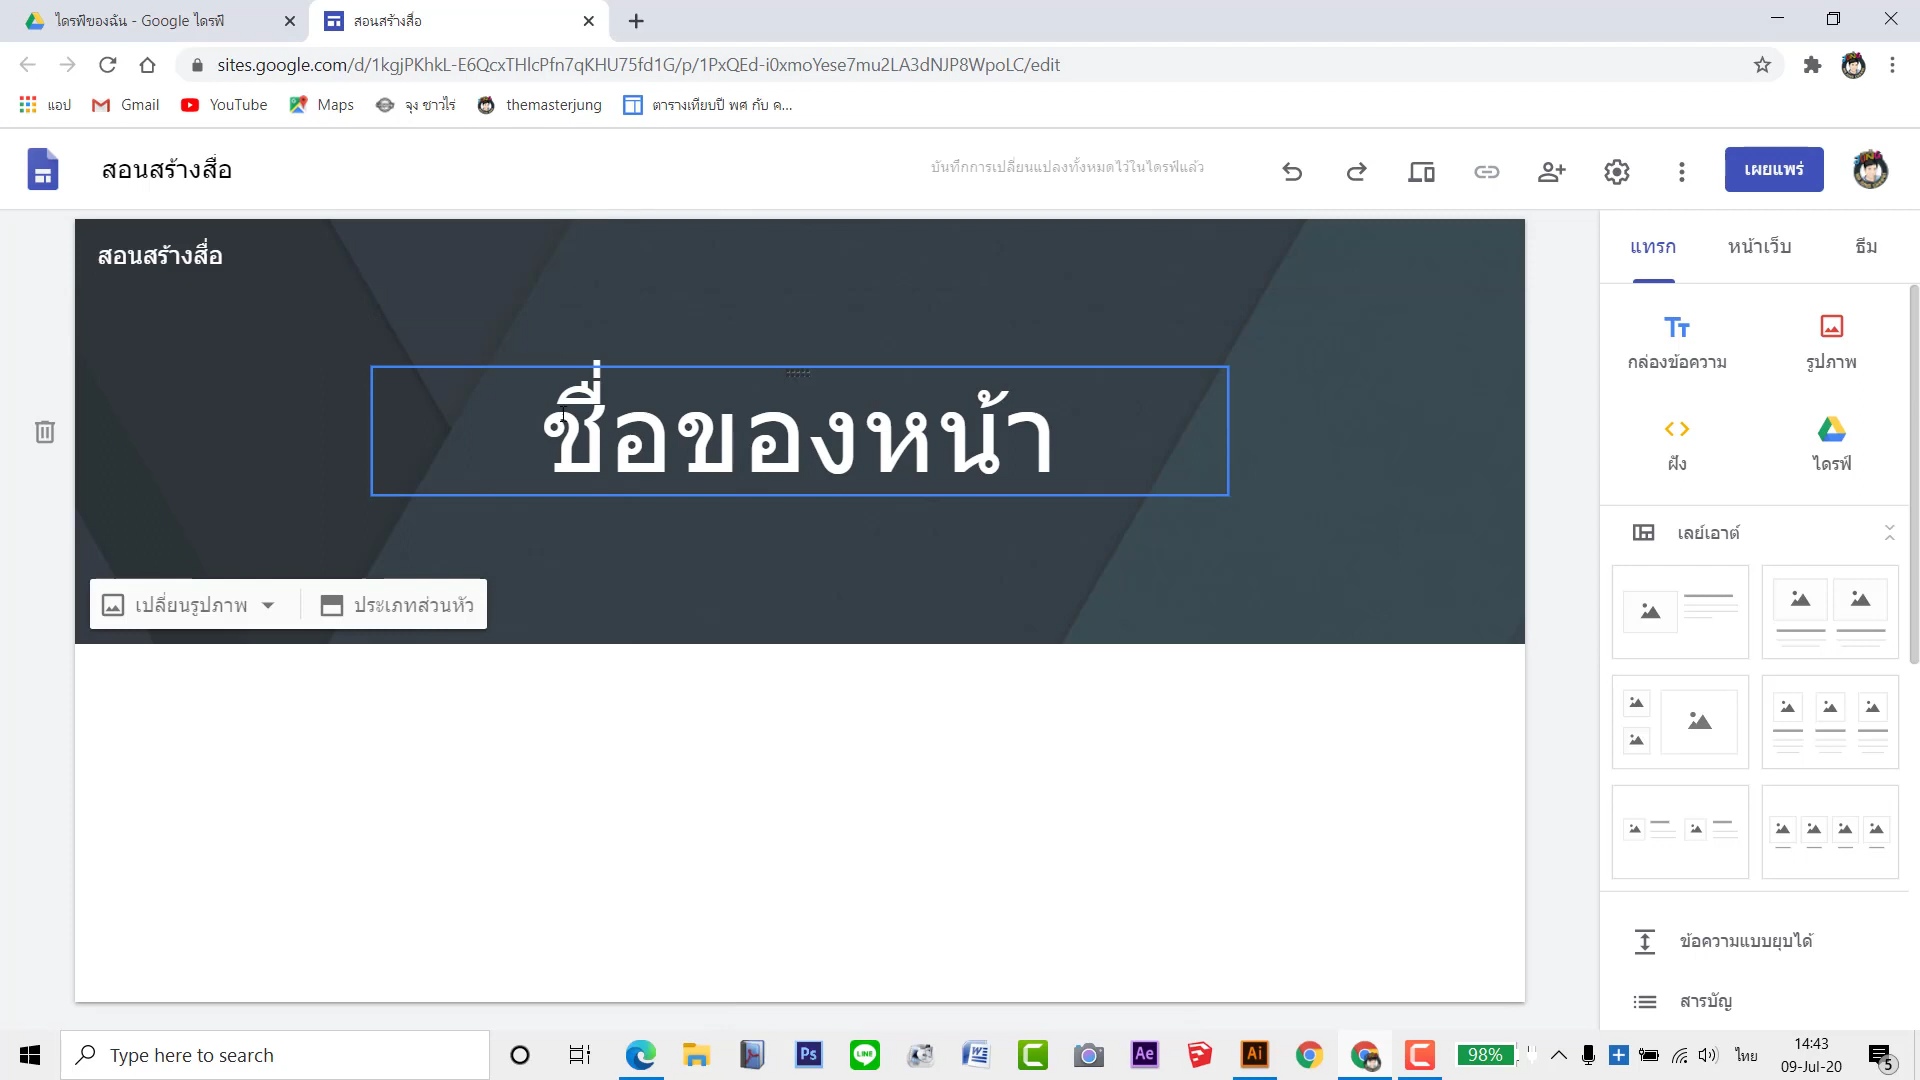 ไดรฟ์ของฉัน - Google ไดรฟ์
สอนสร้างสื่อ
sites.google.com/d/1kgjPKhkL-E6QcxTHlcPfn7qKHU75fd1G/p/1PxQEd-i0xmoYese7mu2LA3dNJP8WpoLC/edit
แอป
Gmail
YouTube
Maps
จุง ชาวไร่
themasterjung
ตารางเทียบปี พศ กับ ค...
สอนสร้างสื่อ
บันทึกการเปลี่ยนแปลงทั้งหมดไว้ในไดรฟ์แล้ว
เผยแพร่
สอนสร้างสื่อ
ชื่อของหน้า
เปลี่ยนรูปภาพ
ประเภทส่วนหัว
แทรก
หน้าเว็บ
ธีม
กล่องข้อความ
รูปภาพ
ฝัง
ไดรฟ์
เลย์เอาต์
ข้อความแบบยุบได้
สารบัญ
Type here to search
Ps
LINE
Ae
Ai
98%
ไทย
14:43
09-Jul-20
5